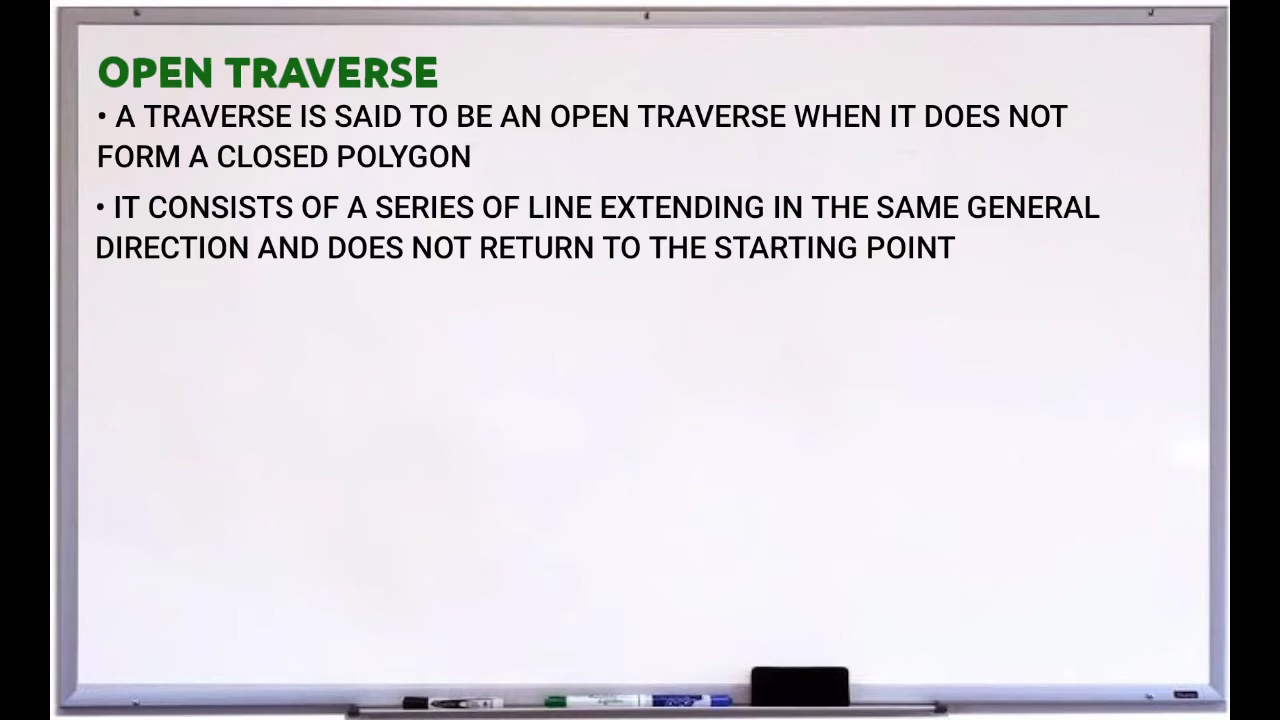 OPEN TRAVERSE
• A TRAVERSE IS SAID TO BE AN OPEN TRAVERSE WHEN IT DOES NOT
FORM A CLOSED POLYGON
• IT CONSISTS OF A SERIES OF LINE EXTENDING IN THE SAME GENERAL
DIRECTION AND DOES NOT RETURN TO THE STARTING POINT